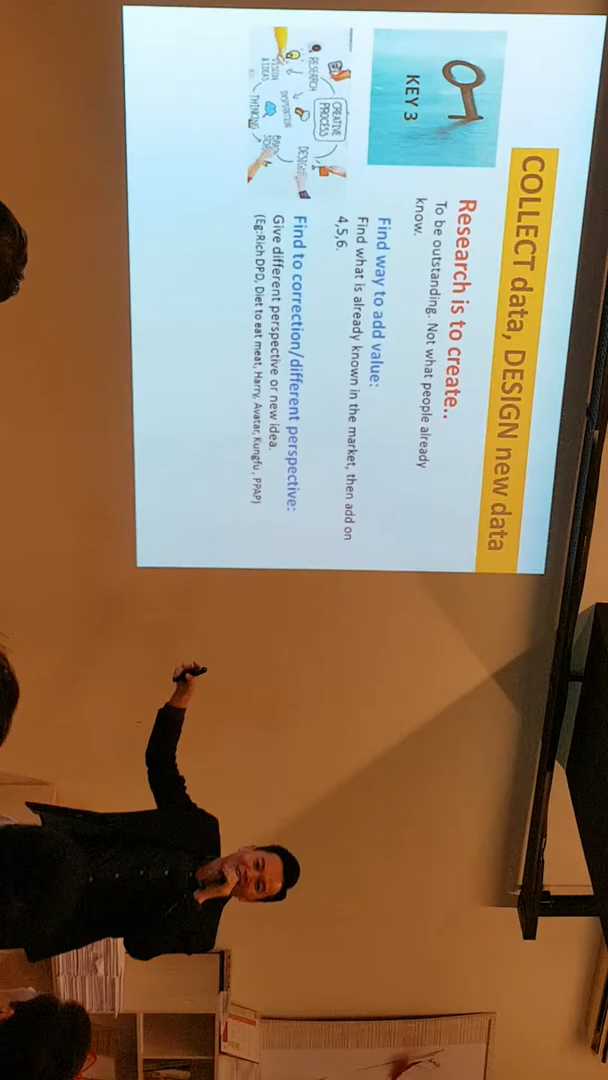 COLLECT data, DESIGN new data
KEY 3
Research is to create..
To be outstanding. Not what people already
know.
Find way to add value:
Find what is already known in the market, then add on
4,5,6.
Find to correction/different perspective:
Give different perspective or new idea.
(Eg:Rich DPD, Diet to eat meat, Harry, Avatar, Kungfu, PPAP)
RESEARCH
CREATIVE
PROCESS
DESIGN
THINKING